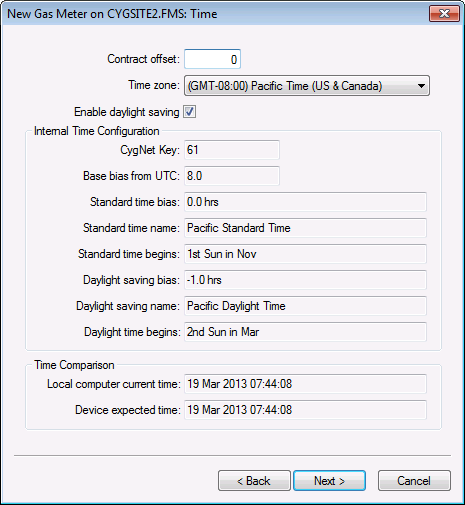 New Gas Meter on CYGSITE2.FMS: Time
Contract offset: 0
Time zone: (GMT-08:00) Pacific Time (US & Canada)
Enable daylight saving
Internal Time Configuration
CygNet Key: 61
Base bias from UTC: 8.0
Standard time bias: 0.0 hrs
Standard time name: Pacific Standard Time
Standard time begins: 1st Sun in Nov
Daylight saving bias: -1.0 hrs
Daylight saving name: Pacific Daylight Time
Daylight time begins: 2nd Sun in Mar
Time Comparison
Local computer current time: 19 Mar 2013 07:44:08
Device expected time: 19 Mar 2013 07:44:08
< Back Next > Cancel